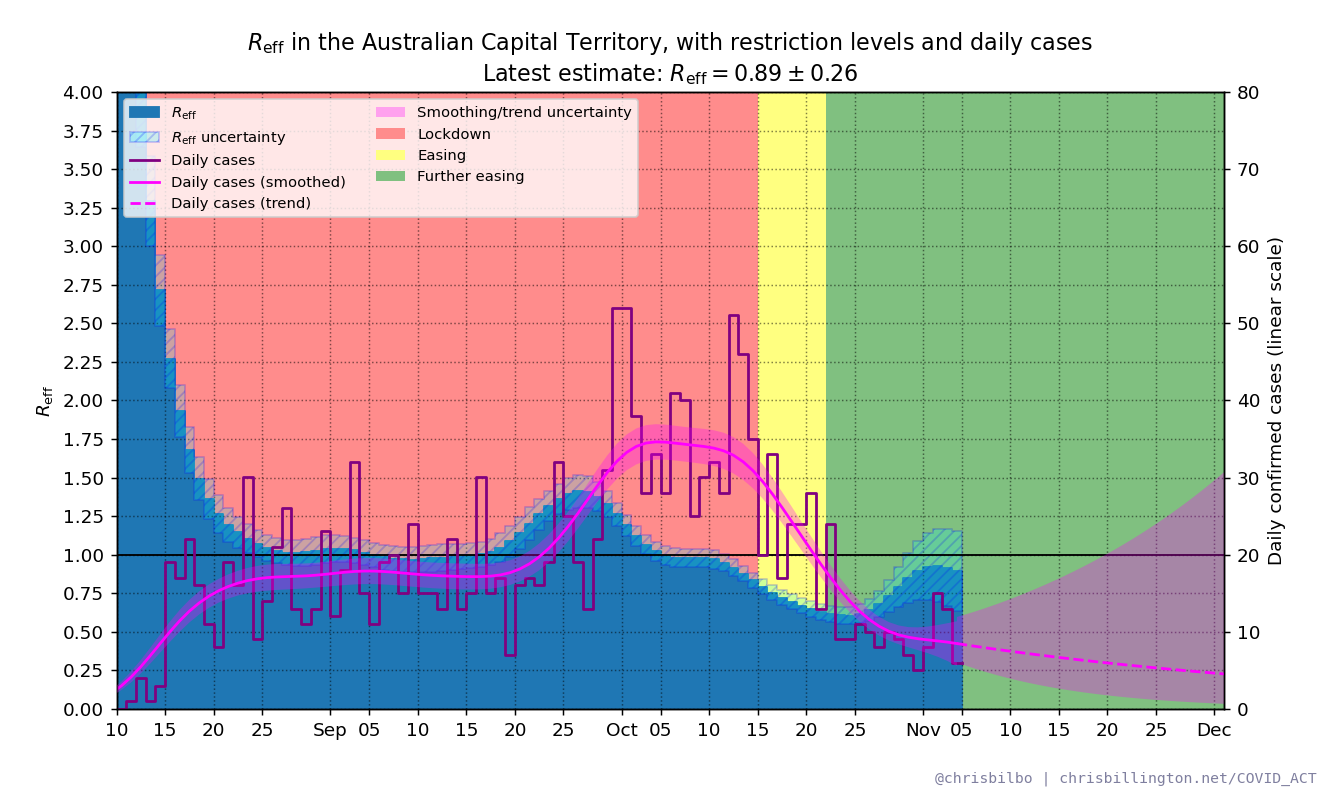 R_eff in the Australian Capital Territory, with restriction levels and daily cases
Latest estimate: R_eff = 0.89 ± 0.26
R_eff
R_eff uncertainty
Daily cases
Daily cases (smoothed)
Daily cases (trend)
Smoothing/trend uncertainty
Lockdown
Easing
Further easing
4.00
3.75
3.50
3.25
3.00
2.75
2.50
2.25
2.00
1.75
1.50
1.25
1.00
0.75
0.50
0.25
0.00
R_eff
80
70
60
50
40
30
20
10
0
Daily confirmed cases (linear scale)
10 15 20 25 Sep 05 10 15 20 25 Oct 05 10 15 20 25 Nov 05 10 15 20 25 Dec
@chrisbilbo | chrisbillington.net/COVID_ACT